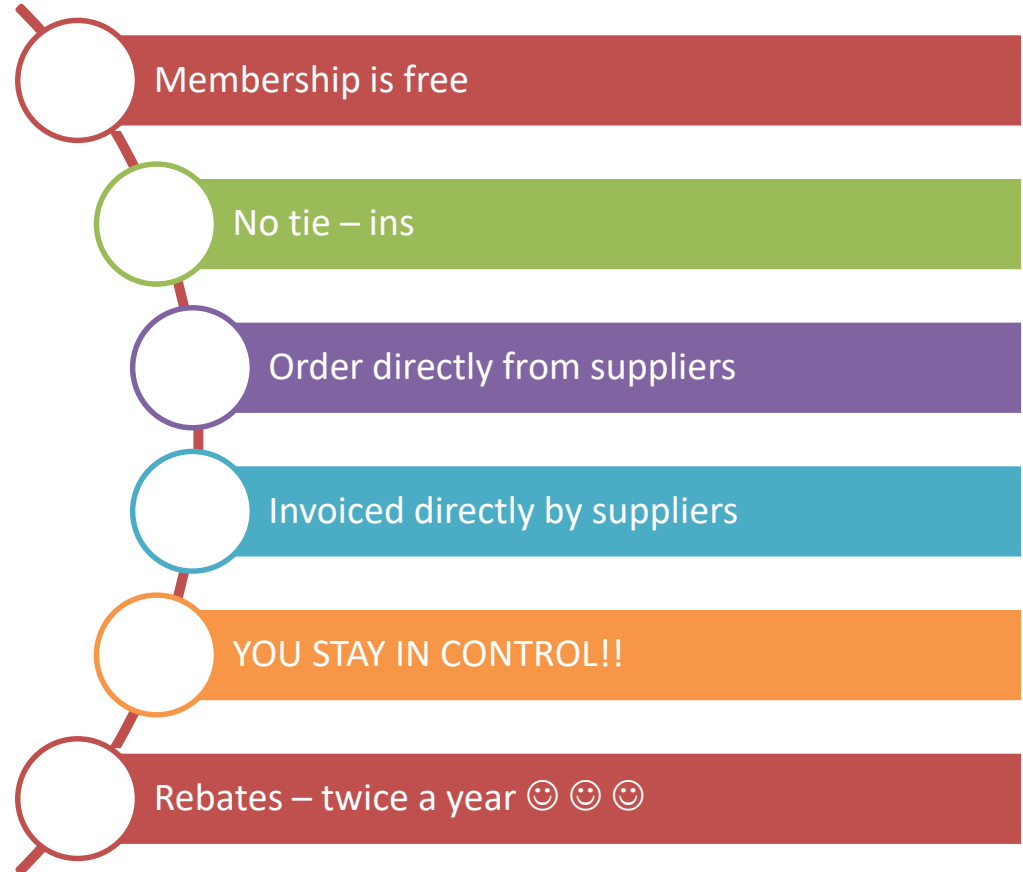 Membership is free
No tie – ins
Order directly from suppliers
Invoiced directly by suppliers
YOU STAY IN CONTROL!!
Rebates – twice a year ☺ ☺ ☺